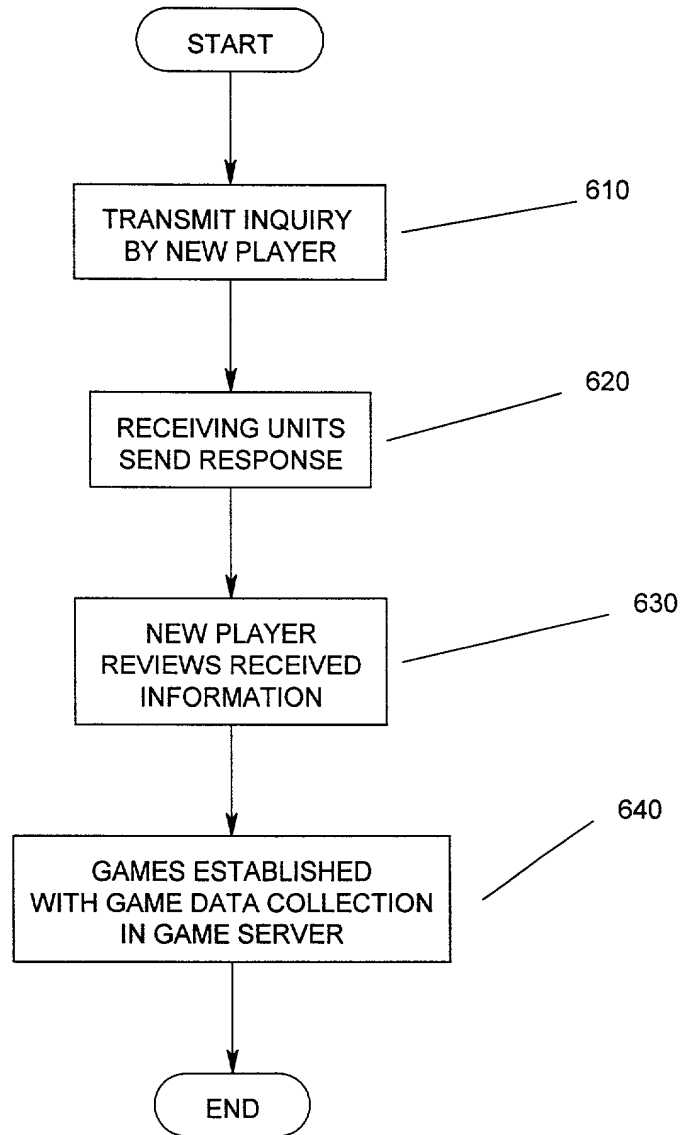 START
TRANSMIT INQUIRY
BY NEW PLAYER
610
RECEIVING UNITS
SEND RESPONSE
620
NEW PLAYER
REVIEWS RECEIVED
INFORMATION
630
GAMES ESTABLISHED
WITH GAME DATA COLLECTION
IN GAME SERVER
640
END